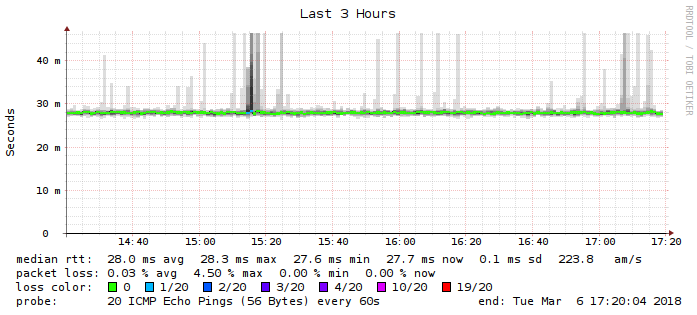 Last 3 Hours
RRDTOOL / TOBI OETIKER
Seconds
40 m
30 m
20 m
10 m
0
14:40 15:00 15:20 15:40 16:00 16:20 16:40 17:00 17:20
median rtt: 28.0 ms avg 28.3 ms max 27.6 ms min 27.7 ms now 0.1 ms sd 223.8 am/s
packet loss: 0.03 % avg 4.50 % max 0.00 % min 0.00 % now
loss color: 0 1/20 2/20 3/20 4/20 10/20 19/20
probe: 20 ICMP Echo Pings (56 Bytes) every 60s end: Tue Mar 6 17:20:04 2018